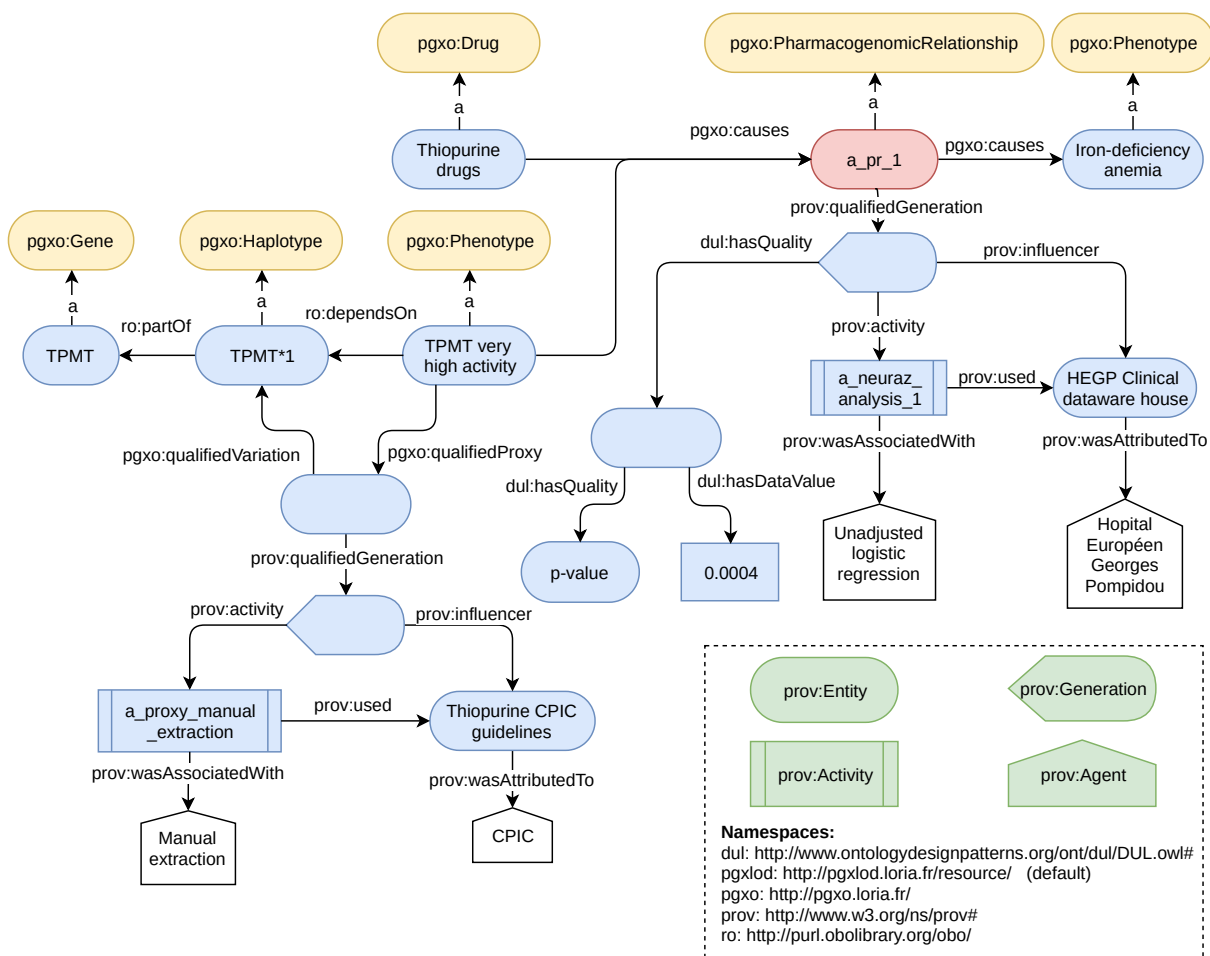 pgxo:Drug
pgxo:PharmacogenomicRelationship
pgxo:Phenotype
a
a
a
pgxo:causes
Thiopurine
drugs
a_pr_1
pgxo:causes
Iron-deficiency
anemia
prov:qualifiedGeneration
pgxo:Gene
pgxo:Haplotype
pgxo:Phenotype
dul:hasQuality
prov:influencer
a
a
a
ro:partOf
ro:dependsOn
prov:activity
TPMT
TPMT*1
TPMT very
high activity
a_neuraz_
analysis_1
prov:used
HEGP Clinical
dataware house
pgxo:qualifiedVariation
pgxo:qualifiedProxy
prov:wasAssociatedWith
prov:wasAttributedTo
dul:hasQuality
dul:hasDataValue
prov:qualifiedGeneration
p-value
0.0004
Unadjusted
logistic
regression
Hopital
Européen
Georges
Pompidou
prov:activity
prov:influencer
a_proxy_manual
_extraction
prov:used
Thiopurine CPIC
guidelines
prov:wasAssociatedWith
prov:wasAttributedTo
Manual
extraction
CPIC
prov:Entity
prov:Generation
prov:Activity
prov:Agent
Namespaces:
dul: http://www.ontologydesignpatterns.org/ont/dul/DUL.owl#
pgxlod: http://pgxlod.loria.fr/resource/ (default)
pgxo: http://pgxo.loria.fr/
prov: http://www.w3.org/ns/prov#
ro: http://purl.obolibrary.org/obo/